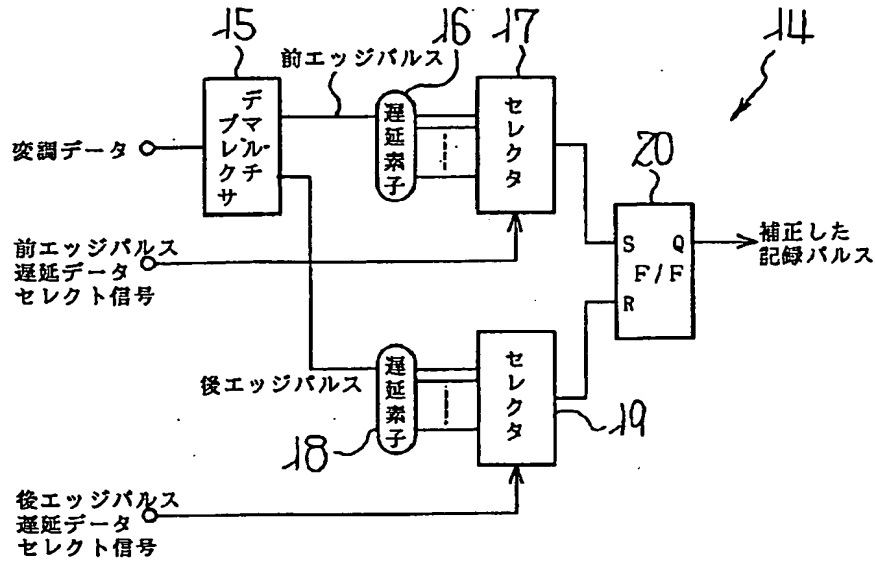 15
16
17
14
前エッジパルス
デマルチ
プレクサ
遅延素子
セレクタ
変調データ
20
前エッジパルス
遅延データ
セレクト信号
S Q
F/F
R
補正した
記録パルス
後エッジパルス
遅延素子
セレクタ
18
19
後エッジパルス
遅延データ
セレクト信号